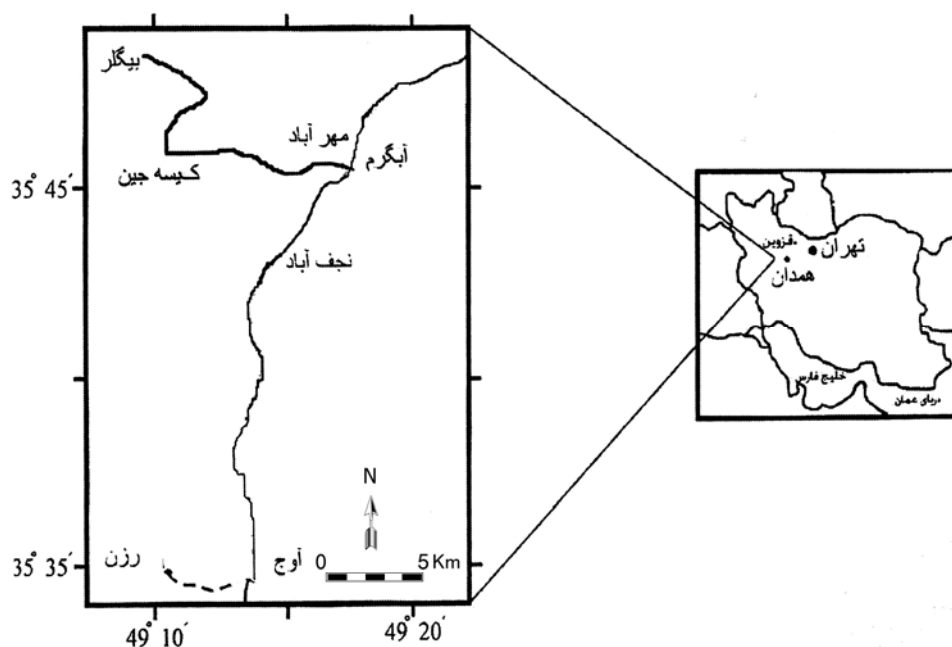 بیگلر
مهر آباد
آبگرم
کیسه جین
35° 45′
نجف آباد
N
0 5 Km
رزن
آوج
35° 35′
49° 10′
49° 20′
قزوین
تهران
همدان
خلیج فارس
دریای عمان